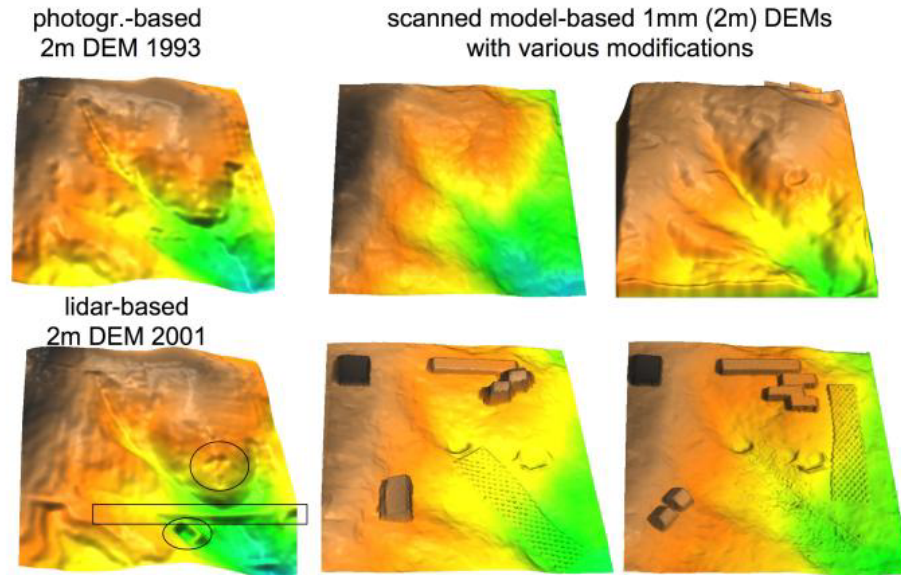 photogr.-based
2m DEM 1993
scanned model-based 1mm (2m) DEMs
with various modifications
lidar-based
2m DEM 2001